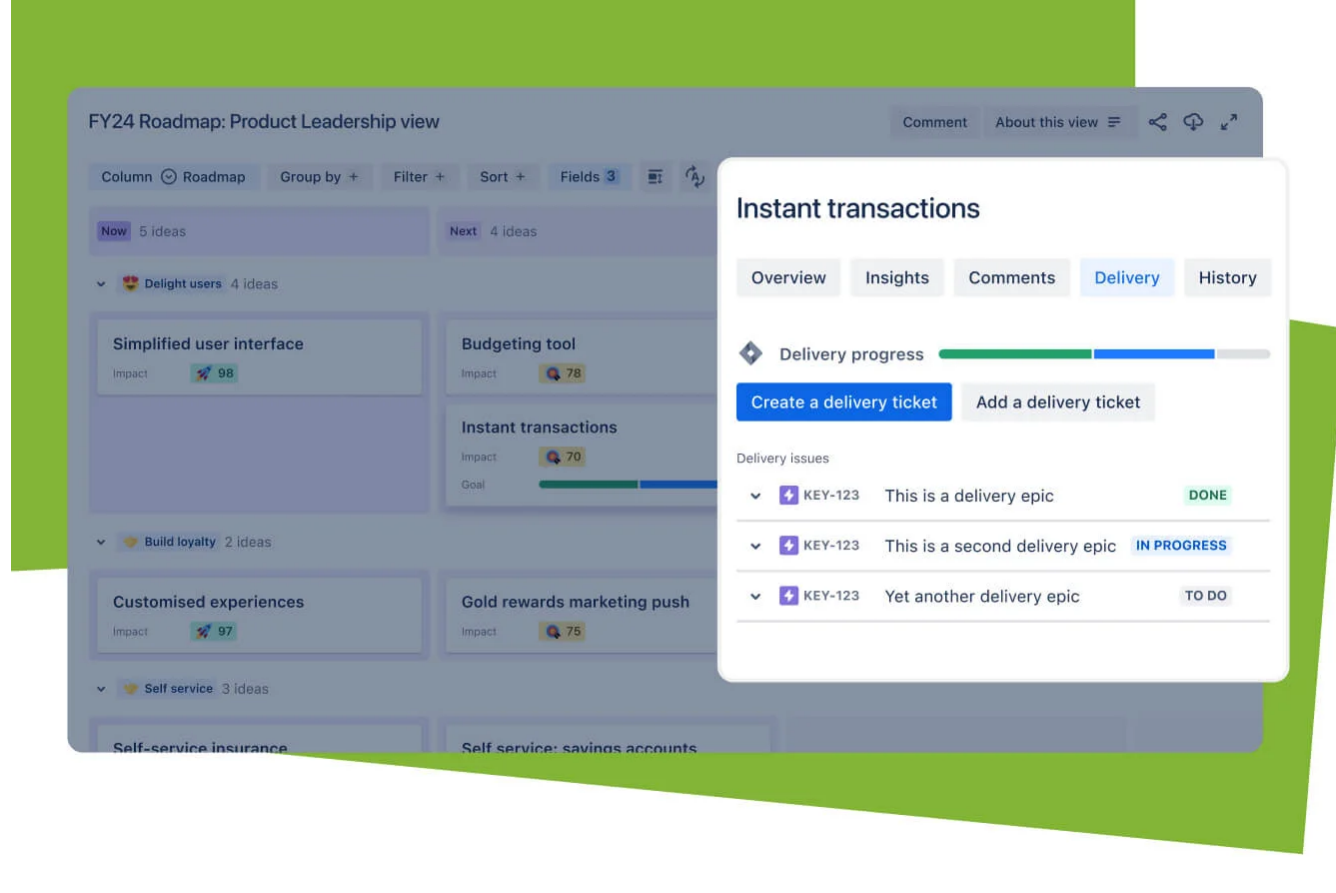 FY24 Roadmap: Product Leadership view
Comment
About this view
Column Roadmap
Group by +
Filter +
Sort +
Fields 3
Now 5 ideas
Next 4 ideas
Delight users 4 ideas
Simplified user interface
Impact 98
Budgeting tool
Impact 78
Instant transactions
Impact 70
Goal
Build loyalty 2 ideas
Customised experiences
Impact 97
Gold rewards marketing push
Impact 75
Self service 3 ideas
Self-service insurance
Self service: savings accounts
Instant transactions
Overview
Insights
Comments
Delivery
History
Delivery progress
Create a delivery ticket
Add a delivery ticket
Delivery issues
KEY-123 This is a delivery epic DONE
KEY-123 This is a second delivery epic IN PROGRESS
KEY-123 Yet another delivery epic TO DO